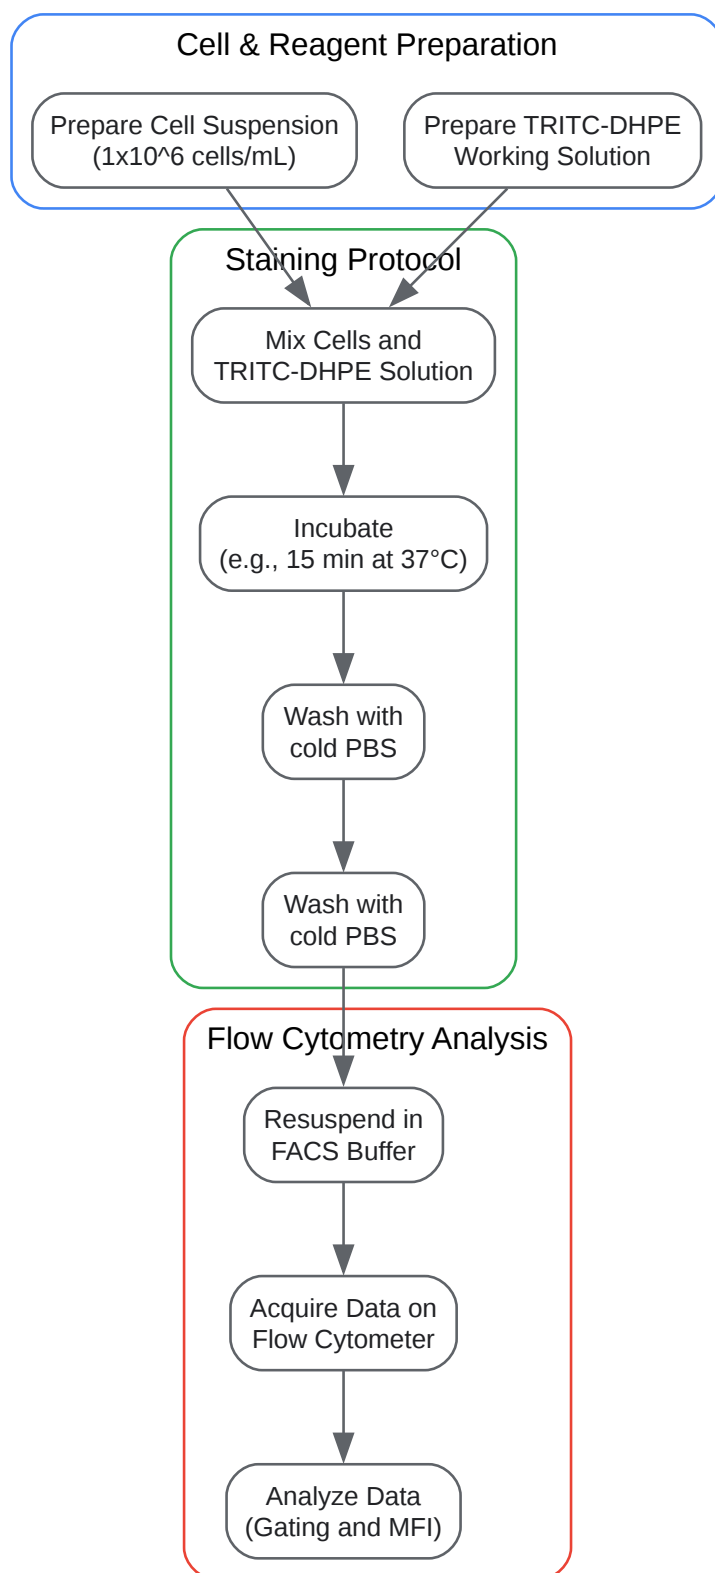 Cell & Reagent Preparation
Prepare Cell Suspension
(1x10^6 cells/mL)
Prepare TRITC-DHPE
Working Solution
Staining Protocol
Mix Cells and
TRITC-DHPE Solution
Incubate
(e.g., 15 min at 37°C)
Wash with
cold PBS
Wash with
cold PBS
Flow Cytometry Analysis
Resuspend in
FACS Buffer
Acquire Data on
Flow Cytometer
Analyze Data
(Gating and MFI)